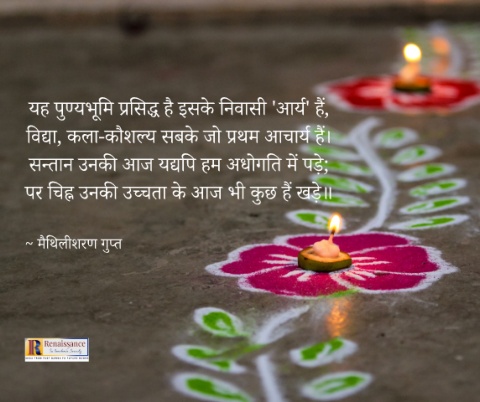 यह पुण्यभूमि प्रसिद्ध है इसके निवासी 'आर्य' हैं,
विद्या, कला-कौशल्य सबके जो प्रथम आचार्य हैं।
सन्तान उनकी आज यद्यपि हम अधोगति में पड़े;
पर चिह्न उनकी उच्चता के आज भी कुछ हैं खड़े॥
~ मैथिलीशरण गुप्त
Renaissance